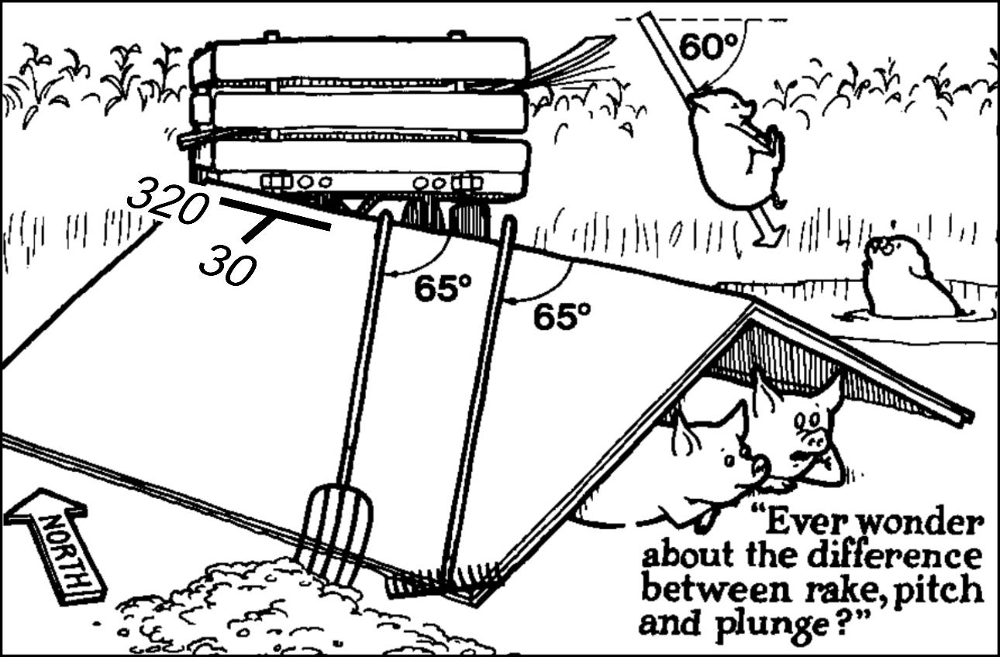 60°
320
30
65°
65°
NORTH
“Ever wonder
about the difference
between rake, pitch
and plunge?”